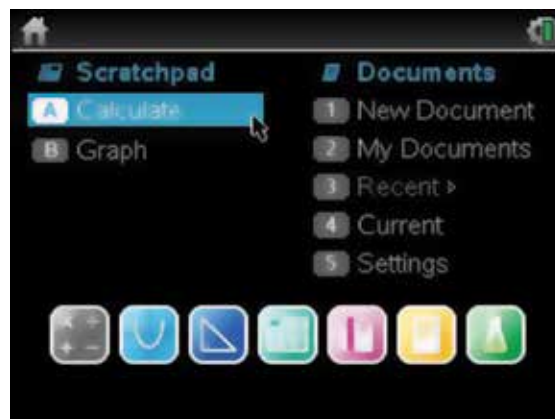 Scratchpad
A Calculate
B Graph
Documents
1 New Document
2 My Documents
3 Recent ▸
4 Current
5 Settings